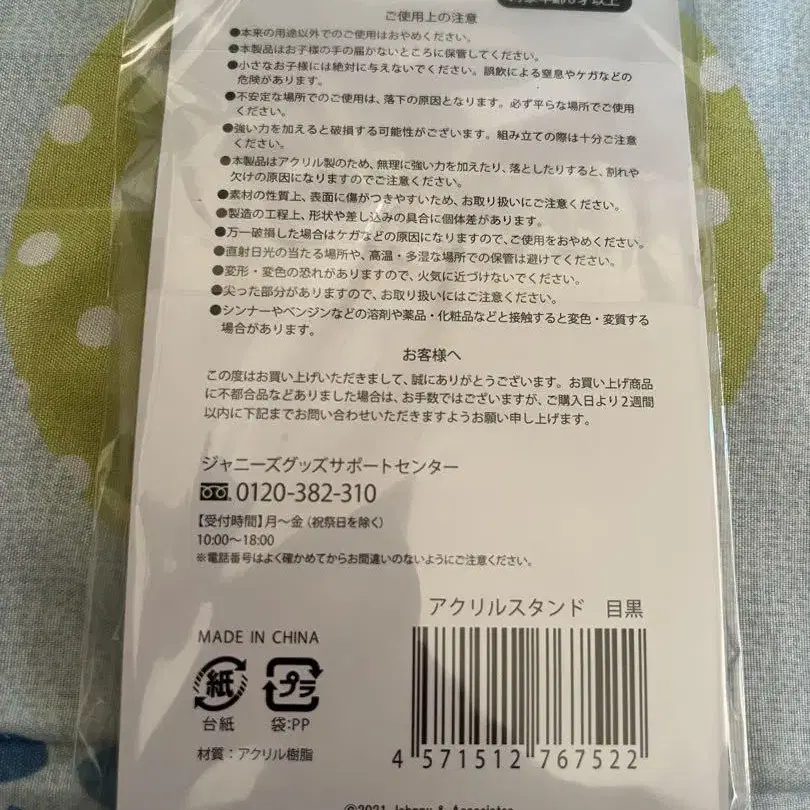 ご使用上の注意
●本来の用途以外でのご使用はおやめください。
●本製品はお子様の手の届かないところに保管してください。
●小さなお子様には絶対に与えないでください。誤飲による窒息やケガなどの
危険があります。
●不安定な場所でのご使用は、落下の原因となります。必ず平らな場所でご使用
ください。
●強い力を加えると破損する可能性がございます。組み立ての際は十分ご注意
ください。
●本製品はアクリル製のため、無理に強い力を加えたり、落としたりすると、割れや
欠けの原因になりますのでご注意ください。
●素材の性質上、表面に傷がつきやすいため、お取り扱いにご注意ください。
●製造の工程上、形状や差し込みの具合に個体差があります。
●万一破損した場合はケガなどの原因になりますので、ご使用をおやめください。
●直射日光の当たる場所や、高温・多湿な場所での保管は避けてください。
●変形・変色の恐れがありますので、火気に近づけないでください。
●尖った部分がありますので、お取り扱いにはご注意ください。
●シンナーやベンジンなどの溶剤や薬品・化粧品などと接触すると変色・変質する
場合があります。
お客様へ
この度はお買い上げいただきまして、誠にありがとうございます。お買い上げ商品
に不都合品などありました場合は、お手数ではございますが、ご購入日より2週間
以内に下記までお問い合わせいただきますようお願い申し上げます。
ジャニーズグッズサポートセンター
0120-382-310
【受付時間】月〜金（祝祭日を除く）
10:00〜18:00
※電話番号はよく確かめてからお間違いのないようにご注意ください。
アクリルスタンド 目黒
MADE IN CHINA
紙 プラ
台紙 袋:PP
材質：アクリル樹脂
4 571512 767522
©2021 Johnny & Associates